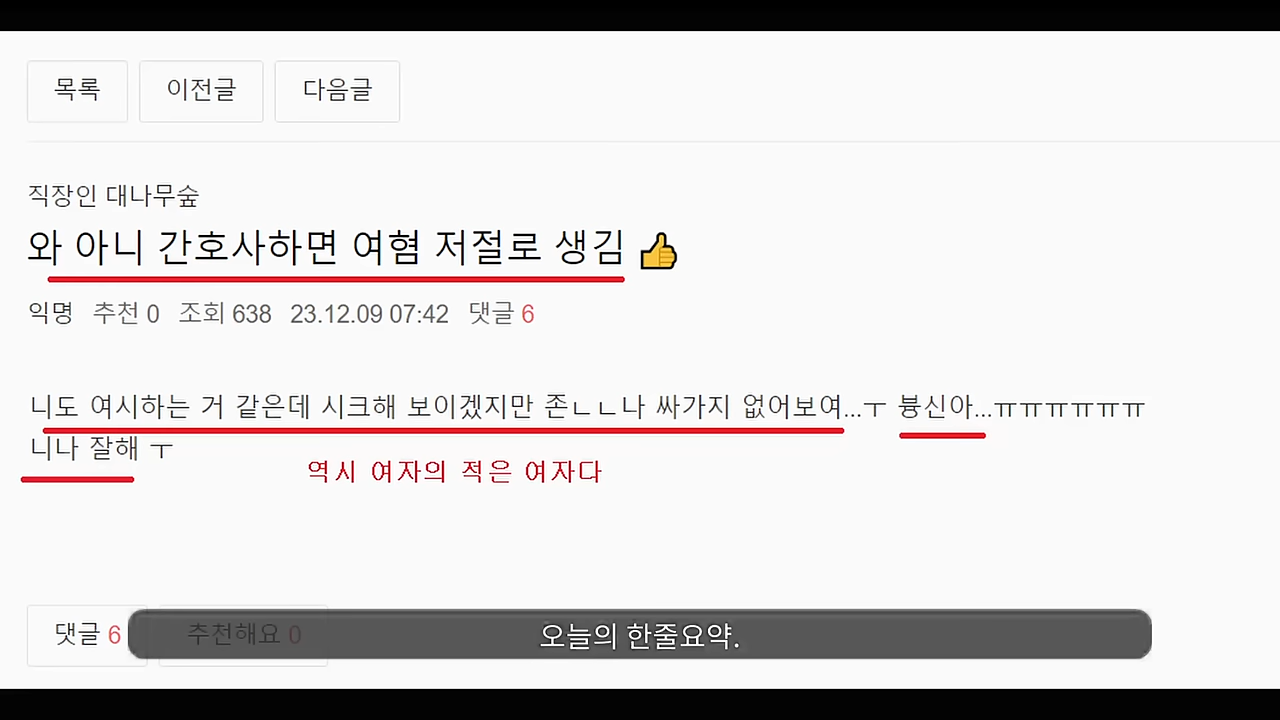 목록 이전글 다음글
직장인 대나무숲
와 아니 간호사하면 여혐 저절로 생김 👍
익명 추천 0 조회 638 23.12.09 07:42 댓글 6
니도 여시하는 거 같은데 시크해 보이겠지만 존ㄴㄴ나 싸가지 없어보여...ㅜ 븅신아...ㅠㅠㅠㅠㅠㅠ
니나 잘해 ㅜ
역시 여자의 적은 여자다
댓글 6 추천해요 0
오늘의 한줄요약.